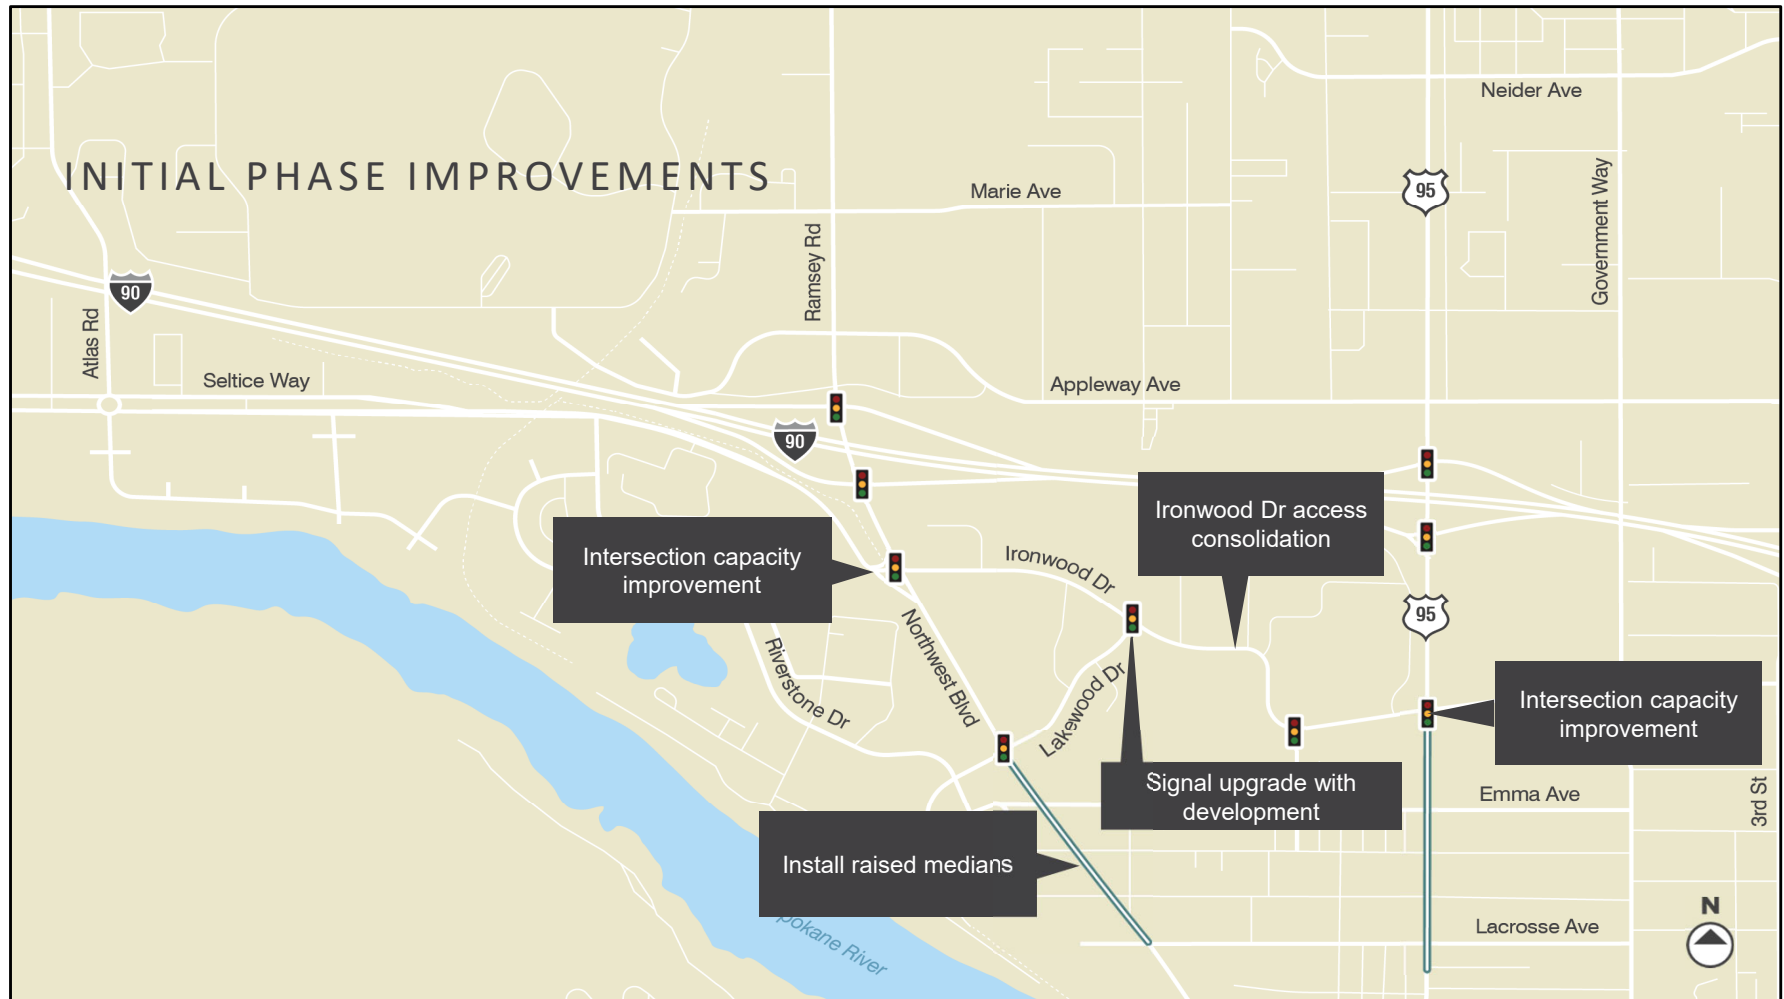 Neider Ave
INITIAL PHASE IMPROVEMENTS
Marie Ave
95
Government Way
Ramsey Rd
90
Atlas Rd
Seltice Way
Appleway Ave
90
Ironwood Dr access
consolidation
Intersection capacity
improvement
Ironwood Dr
95
Northwest Blvd
Riverstone Dr
Lakewood Dr
Intersection capacity
improvement
Signal upgrade with
development
Emma Ave
3rd St
Install raised medians
N
Lacrosse Ave
River